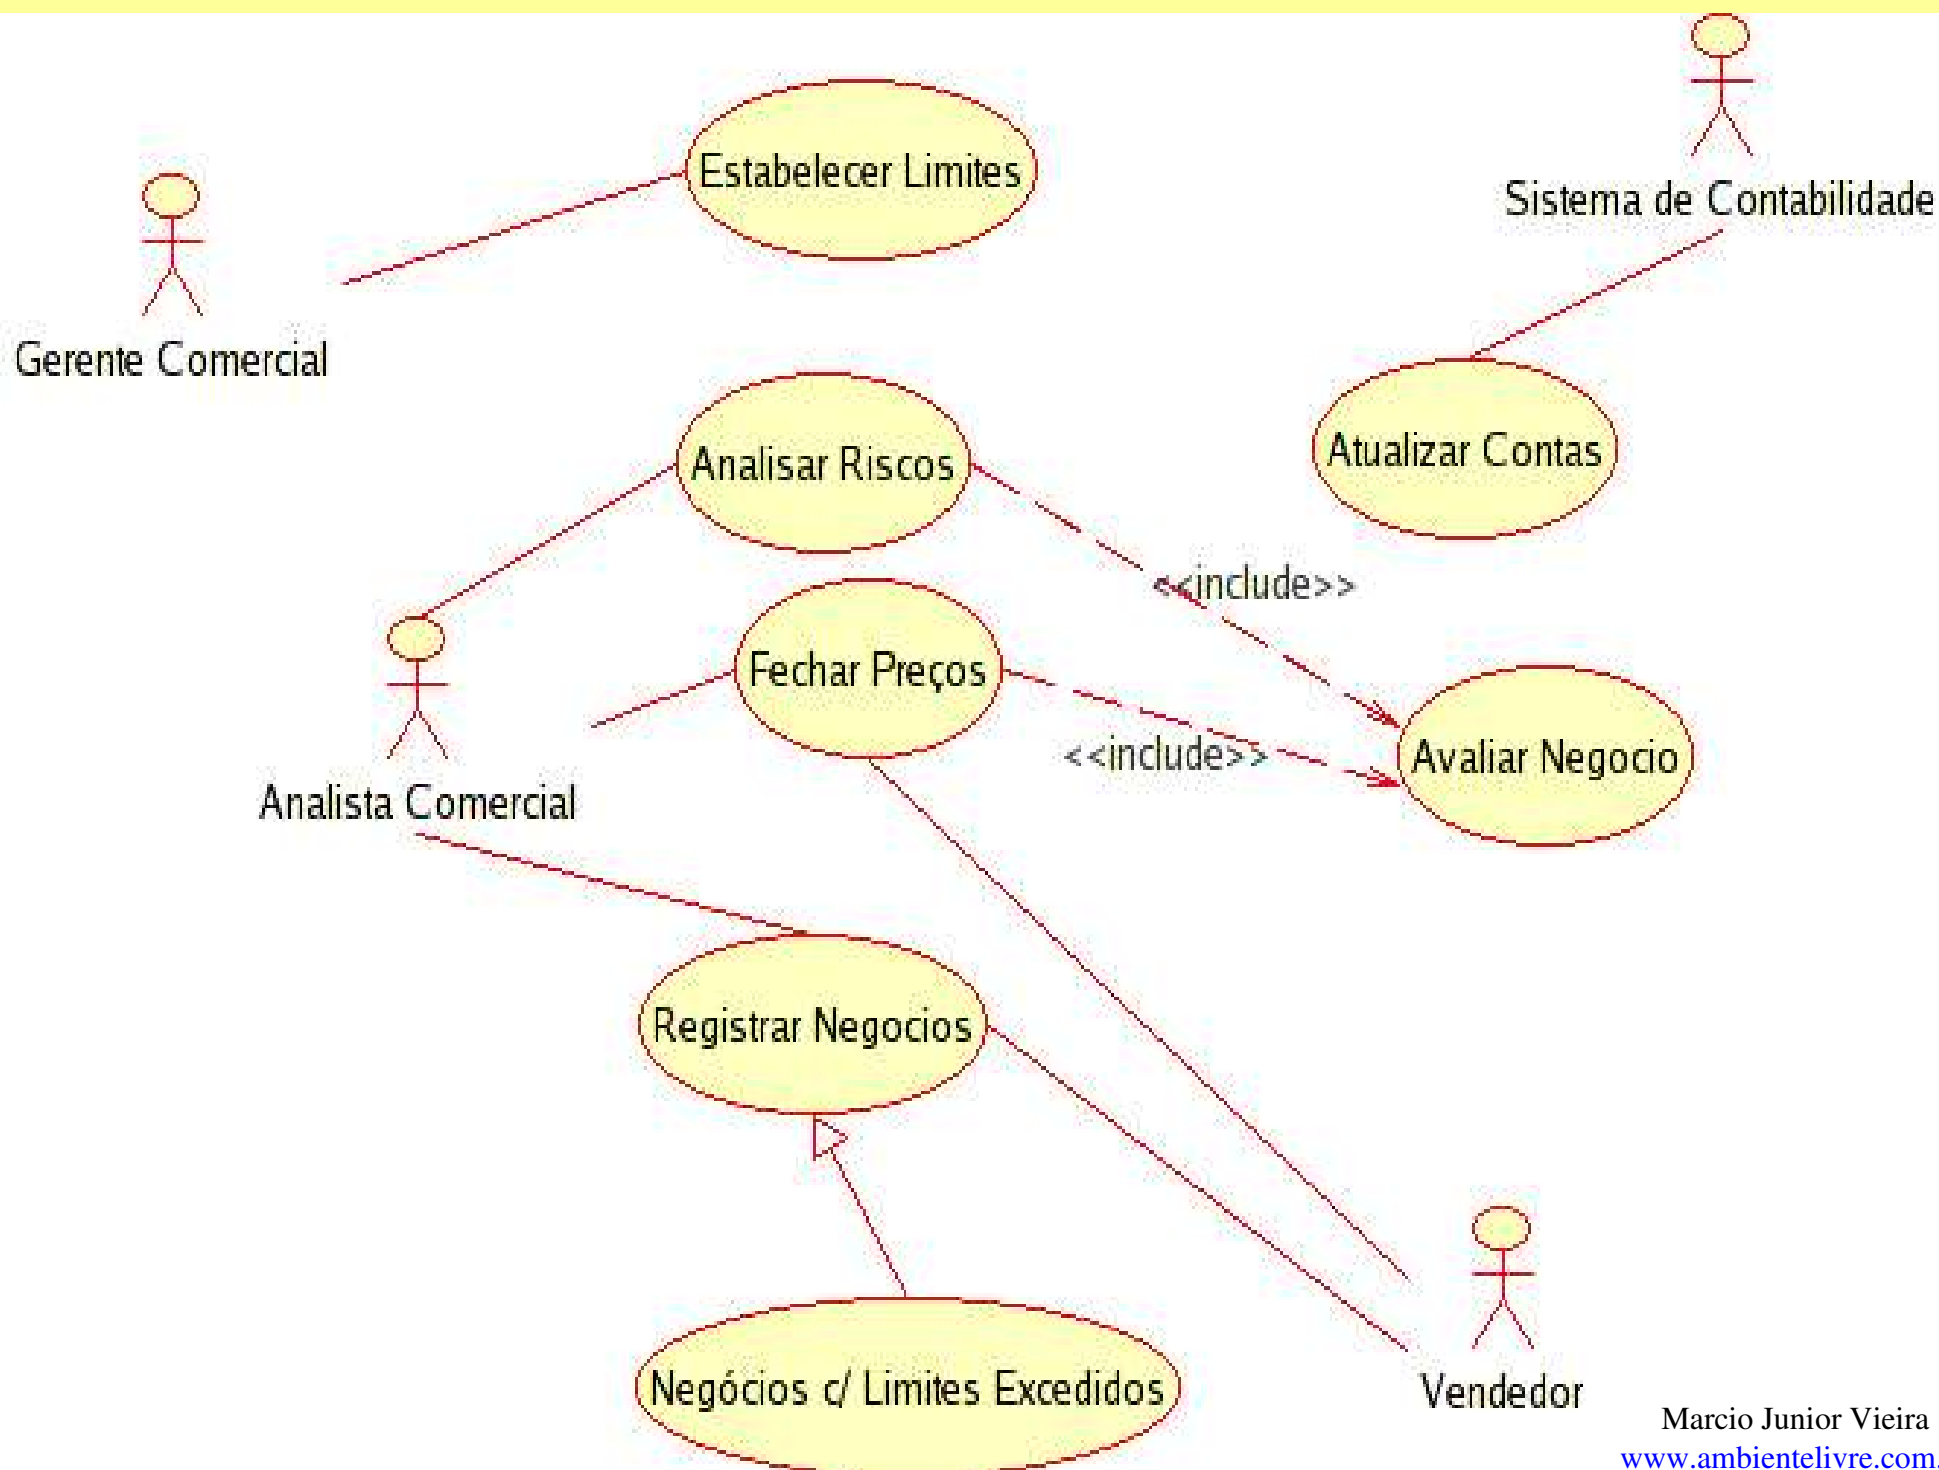 Estabelecer Limites
Sistema de Contabilidade
Gerente Comercial
Analisar Riscos
Atualizar Contas
<<include>>
Fechar Preços
<<include>>
Avaliar Negocio
Analista Comercial
Registrar Negocios
Negócios c/ Limites Excedidos
Vendedor
Marcio Junior Vieira
www.ambientelivre.com.